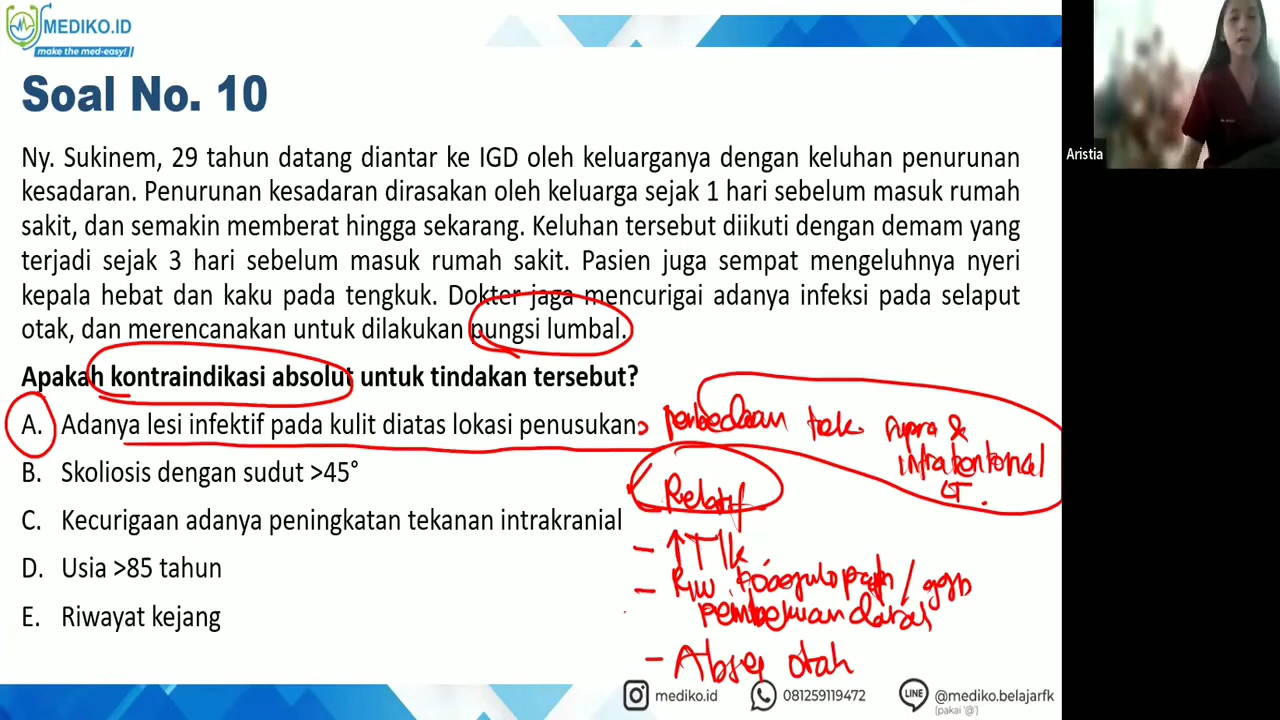 MEDIKO.ID
make the med-easy!
Soal No. 10
Ny. Sukinem, 29 tahun datang diantar ke IGD oleh keluarganya dengan keluhan penurunan
kesadaran. Penurunan kesadaran dirasakan oleh keluarga sejak 1 hari sebelum masuk rumah
sakit, dan semakin memberat hingga sekarang. Keluhan tersebut diikuti dengan demam yang
terjadi sejak 3 hari sebelum masuk rumah sakit. Pasien juga sempat mengeluhnya nyeri
kepala hebat dan kaku pada tengkuk. Dokter jaga mencurigai adanya infeksi pada selaput
otak, dan merencanakan untuk dilakukan pungsi lumbal.
Apakah kontraindikasi absolut untuk tindakan tersebut?
A. Adanya lesi infektif pada kulit diatas lokasi penusukan
B. Skoliosis dengan sudut >45°
C. Kecurigaan adanya peningkatan tekanan intrakranial
D. Usia >85 tahun
E. Riwayat kejang
perbedaan tek supra &
infratentorial
CT.
Relatif
- ↑TIK
- Rw koagulopati /
pembekuan darah
- Abses otak
mediko.id
081259119472
LINE
@mediko.belajarfk
(pakai '@')
Aristia